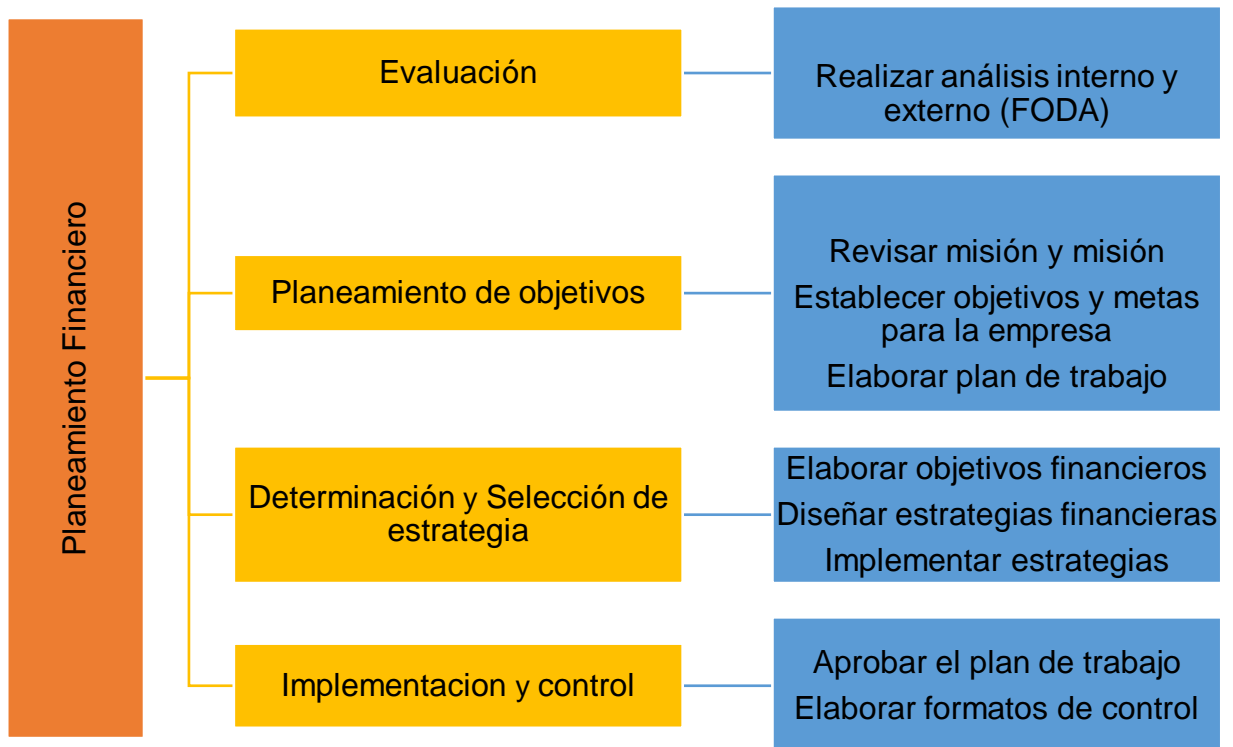 Planeamiento Financiero
Evaluación
Realizar análisis interno y
externo (FODA)
Planeamiento de objetivos
Revisar misión y misión
Establecer objetivos y metas
para la empresa
Elaborar plan de trabajo
Determinación y Selección de
estrategia
Elaborar objetivos financieros
Diseñar estrategias financieras
Implementar estrategias
Implementacion y control
Aprobar el plan de trabajo
Elaborar formatos de control